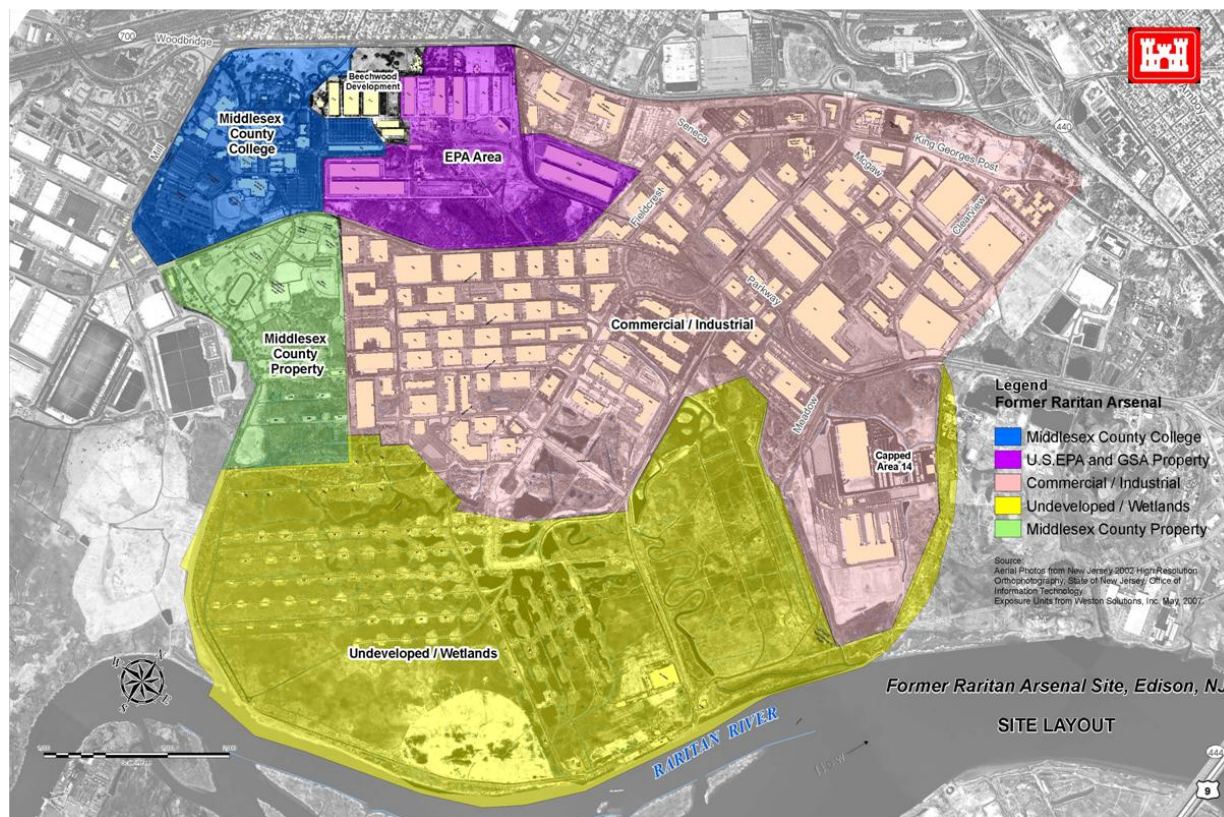 700
Woodbridge
Mill
Beechwood
Development
Middlesex
County
College
EPA Area
Seneca
Fieldcrest
Mcgaw
King Georges Post
440
Clearview
Parkway
Commercial / Industrial
Middlesex
County
Property
Meadow
Capped
Area 14
Legend
Former Raritan Arsenal
Middlesex County College
U.S.EPA and GSA Property
Commercial / Industrial
Undeveloped / Wetlands
Middlesex County Property
Source
Aerial Photos from New Jersey 2002 High Resolution
Orthophotography, State of New Jersey, Office of
Information Technology
Exposure Units from Weston Solutions, Inc. May, 2007.
Undeveloped / Wetlands
RARITAN RIVER
Flow
Former Raritan Arsenal Site, Edison, NJ
SITE LAYOUT
444
9